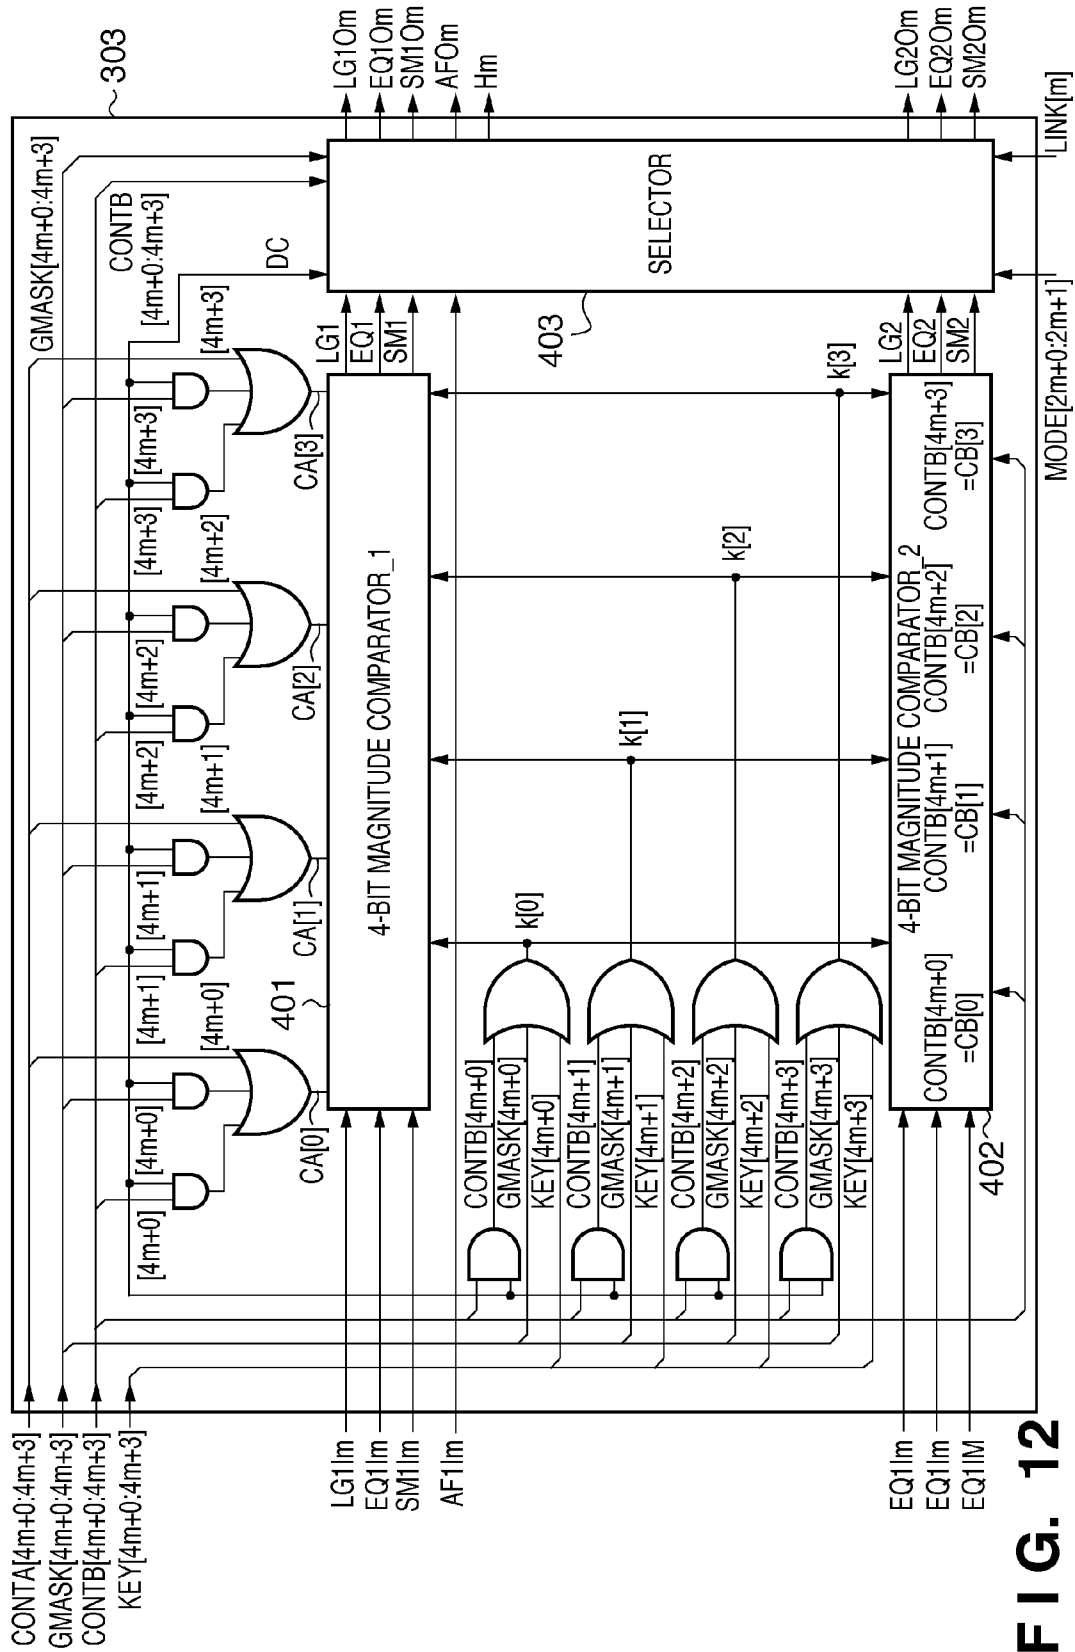 CONTA[4m+0:4m+3]
GMASK[4m+0:4m+3]
CONTB[4m+0:4m+3]
KEY[4m+0:4m+3]
303
GMASK[4m+0:4m+3]
CONTB
[4m+0:4m+3]
DC
[4m+0]
[4m+0]
[4m+0]
[4m+1]
[4m+1]
[4m+1]
[4m+2]
[4m+2]
[4m+2]
[4m+3]
[4m+3]
[4m+3]
CA[0]
CA[1]
CA[2]
CA[3]
401
4-BIT MAGNITUDE COMPARATOR_1
LG1Im
EQ1Im
SM1Im
AF1Im
LG1
EQ1
SM1
403
SELECTOR
LG1Om
EQ1Om
SM1Om
AFOm
Hm
CONTB[4m+0]
GMASK[4m+0]
KEY[4m+0]
CONTB[4m+1]
GMASK[4m+1]
KEY[4m+1]
CONTB[4m+2]
GMASK[4m+2]
KEY[4m+2]
CONTB[4m+3]
GMASK[4m+3]
KEY[4m+3]
k[0]
k[1]
k[2]
k[3]
EQ1Im
EQ1Im
EQ1IM
402
4-BIT MAGNITUDE COMPARATOR_2
CONTB[4m+0]
=CB[0]
CONTB[4m+1]
=CB[1]
CONTB[4m+2]
=CB[2]
CONTB[4m+3]
=CB[3]
LG2
EQ2
SM2
LG2Om
EQ2Om
SM2Om
MODE[2m+0:2m+1]
LINK[m]
FIG. 12